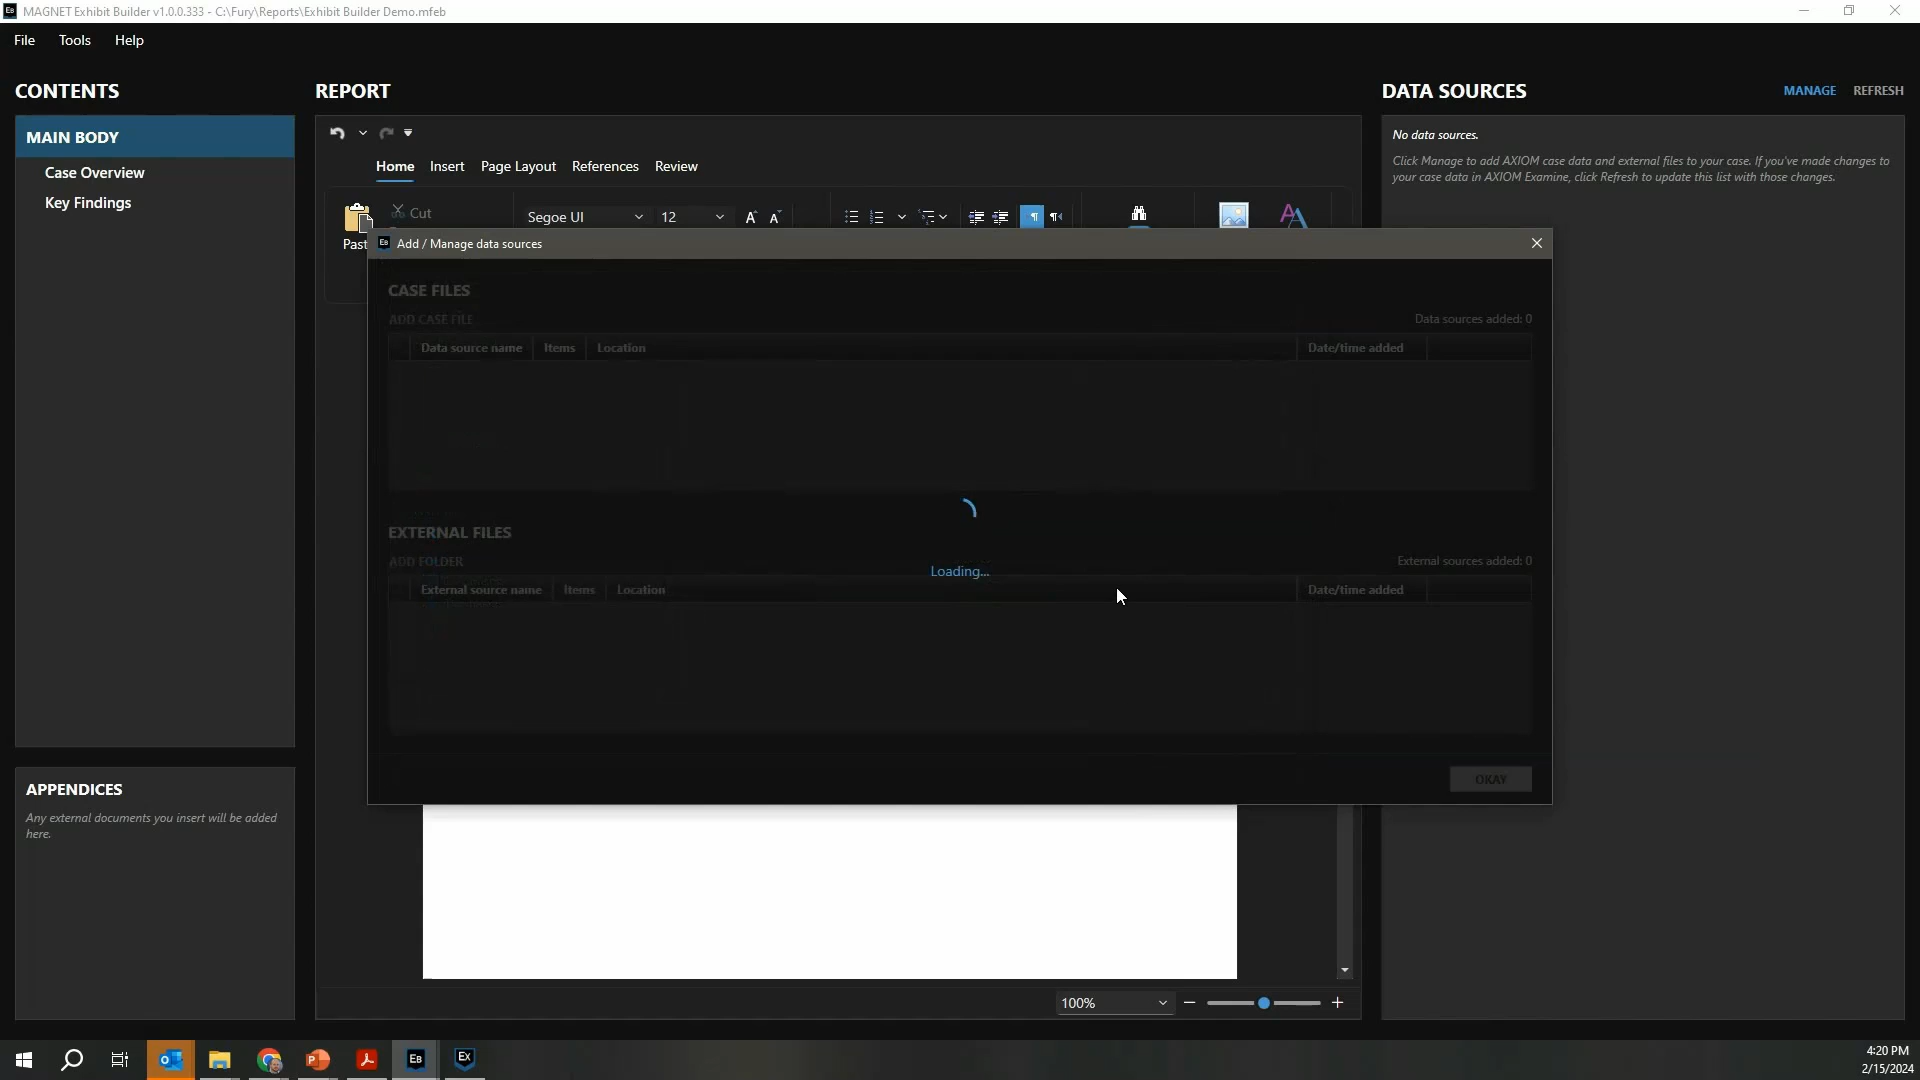 MAGNET Exhibit Builder v1.0.0.333 - C:\Fury\Reports\Exhibit Builder Demo.mfeb
File Tools Help
CONTENTS
MAIN BODY
Case Overview
Key Findings
APPENDICES
Any external documents you insert will be added
here.
REPORT
Home Insert Page Layout References Review
Cut
Segoe UI 12
Past
Add / Manage data sources
CASE FILES
ADD CASE FILE Data sources added: 0
Data source name Items Location Date/time added
EXTERNAL FILES
ADD FOLDER External sources added: 0
Loading...
External source name Items Location Date/time added
OKAY
100%
DATA SOURCES MANAGE REFRESH
No data sources.
Click Manage to add AXIOM case data and external files to your case. If you've made changes to
your case data in AXIOM Examine, click Refresh to update this list with those changes.
4:20 PM
2/15/2024